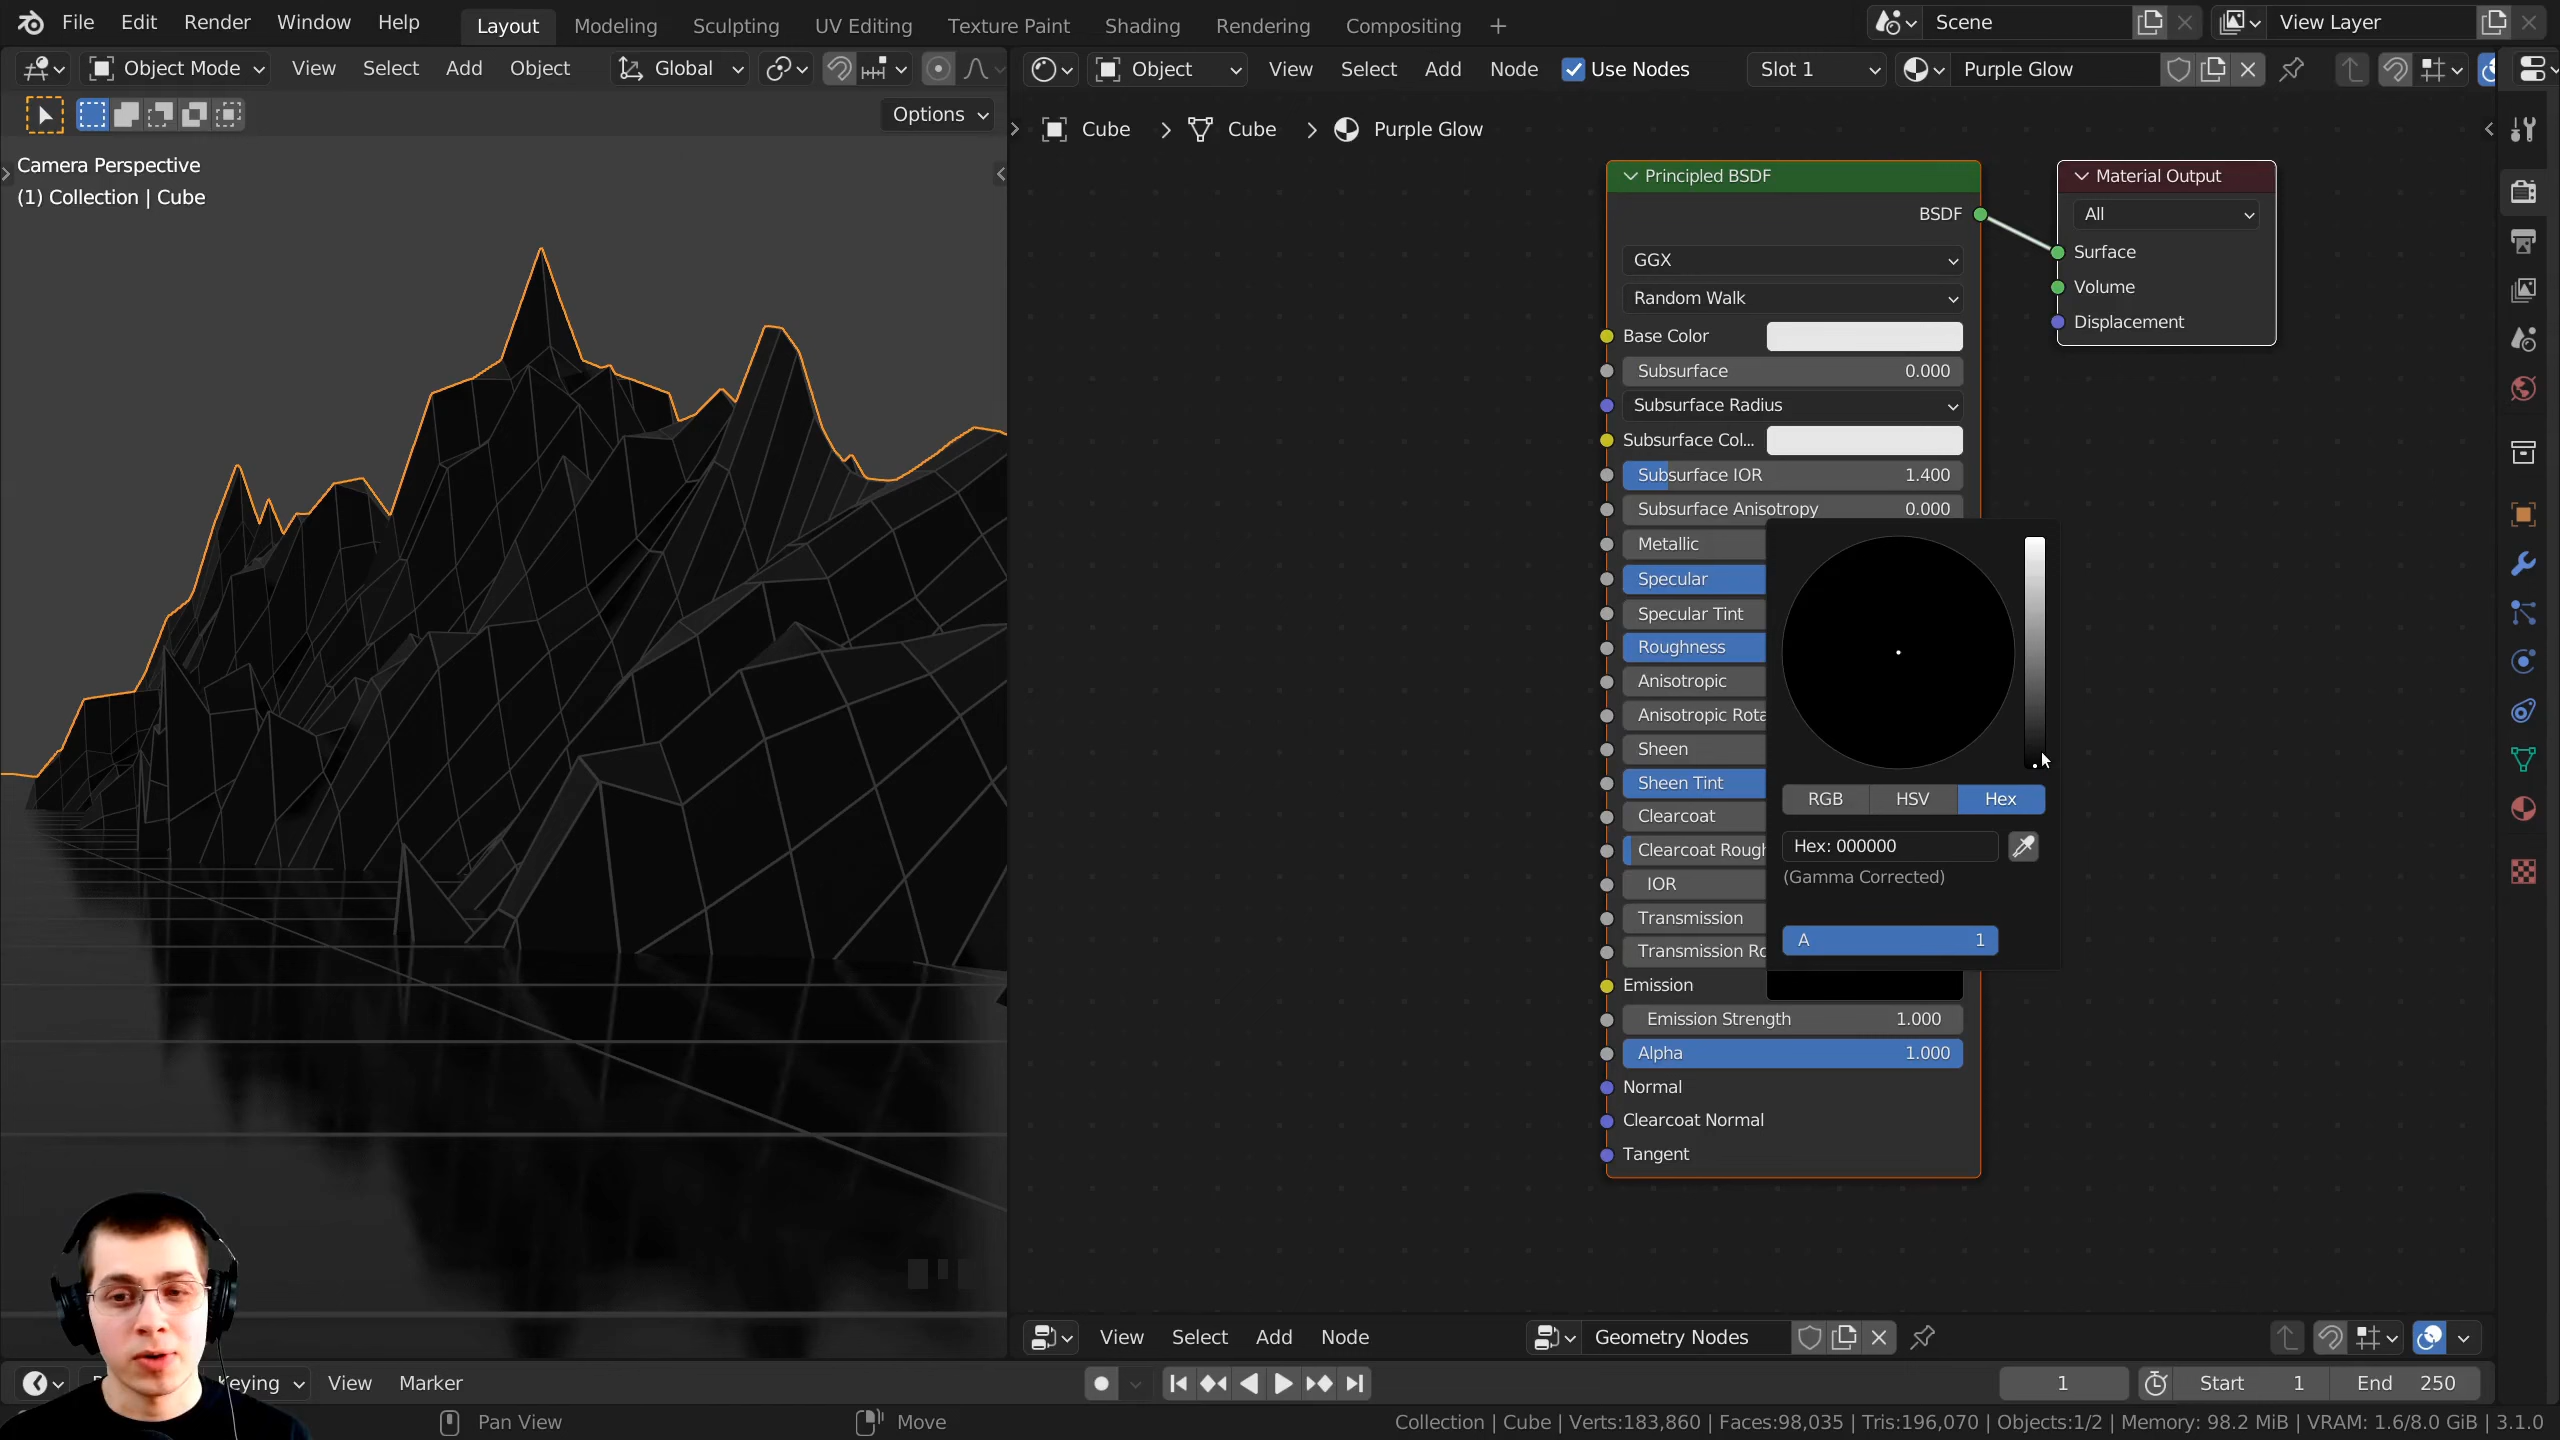 File Edit Render Window Help Layout Modeling Sculpting UV Editing Texture Paint Shading Rendering Compositing + Scene View Layer
Object Mode View Select Add Object Global Object View Select Add Node Use Nodes Slot 1 Purple Glow
Options
Cube > Cube > Purple Glow
Camera Perspective
(1) Collection | Cube
Principled BSDF
BSDF
GGX
Random Walk
Base Color
Subsurface 0.000
Subsurface Radius
Subsurface Col...
Subsurface IOR 1.400
Subsurface Anisotropy 0.000
Metallic
Specular
Specular Tint
Roughness
Anisotropic
Anisotropic Rota
Sheen
Sheen Tint
Clearcoat
Clearcoat Rough
IOR
Transmission
Transmission Ro
Emission
Emission Strength 1.000
Alpha 1.000
Normal
Clearcoat Normal
Tangent
Material Output
All
Surface
Volume
Displacement
RGB HSV Hex
Hex: 000000
(Gamma Corrected)
A 1
View Select Add Node Geometry Nodes
Keying View Marker 1 Start 1 End 250
Pan View Move Collection | Cube | Verts:183,860 | Faces:98,035 | Tris:196,070 | Objects:1/2 | Memory: 98.2 MiB | VRAM: 1.6/8.0 GiB | 3.1.0